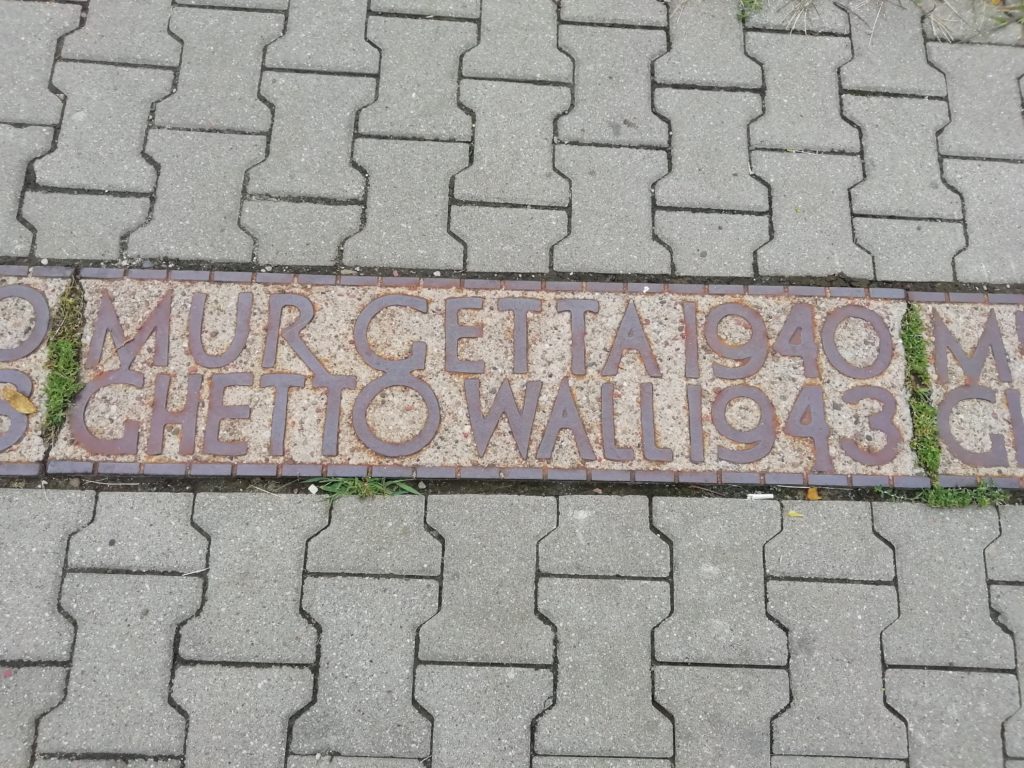 O MUR GETTA 1940 M
S GHETTO WALL 1943 G